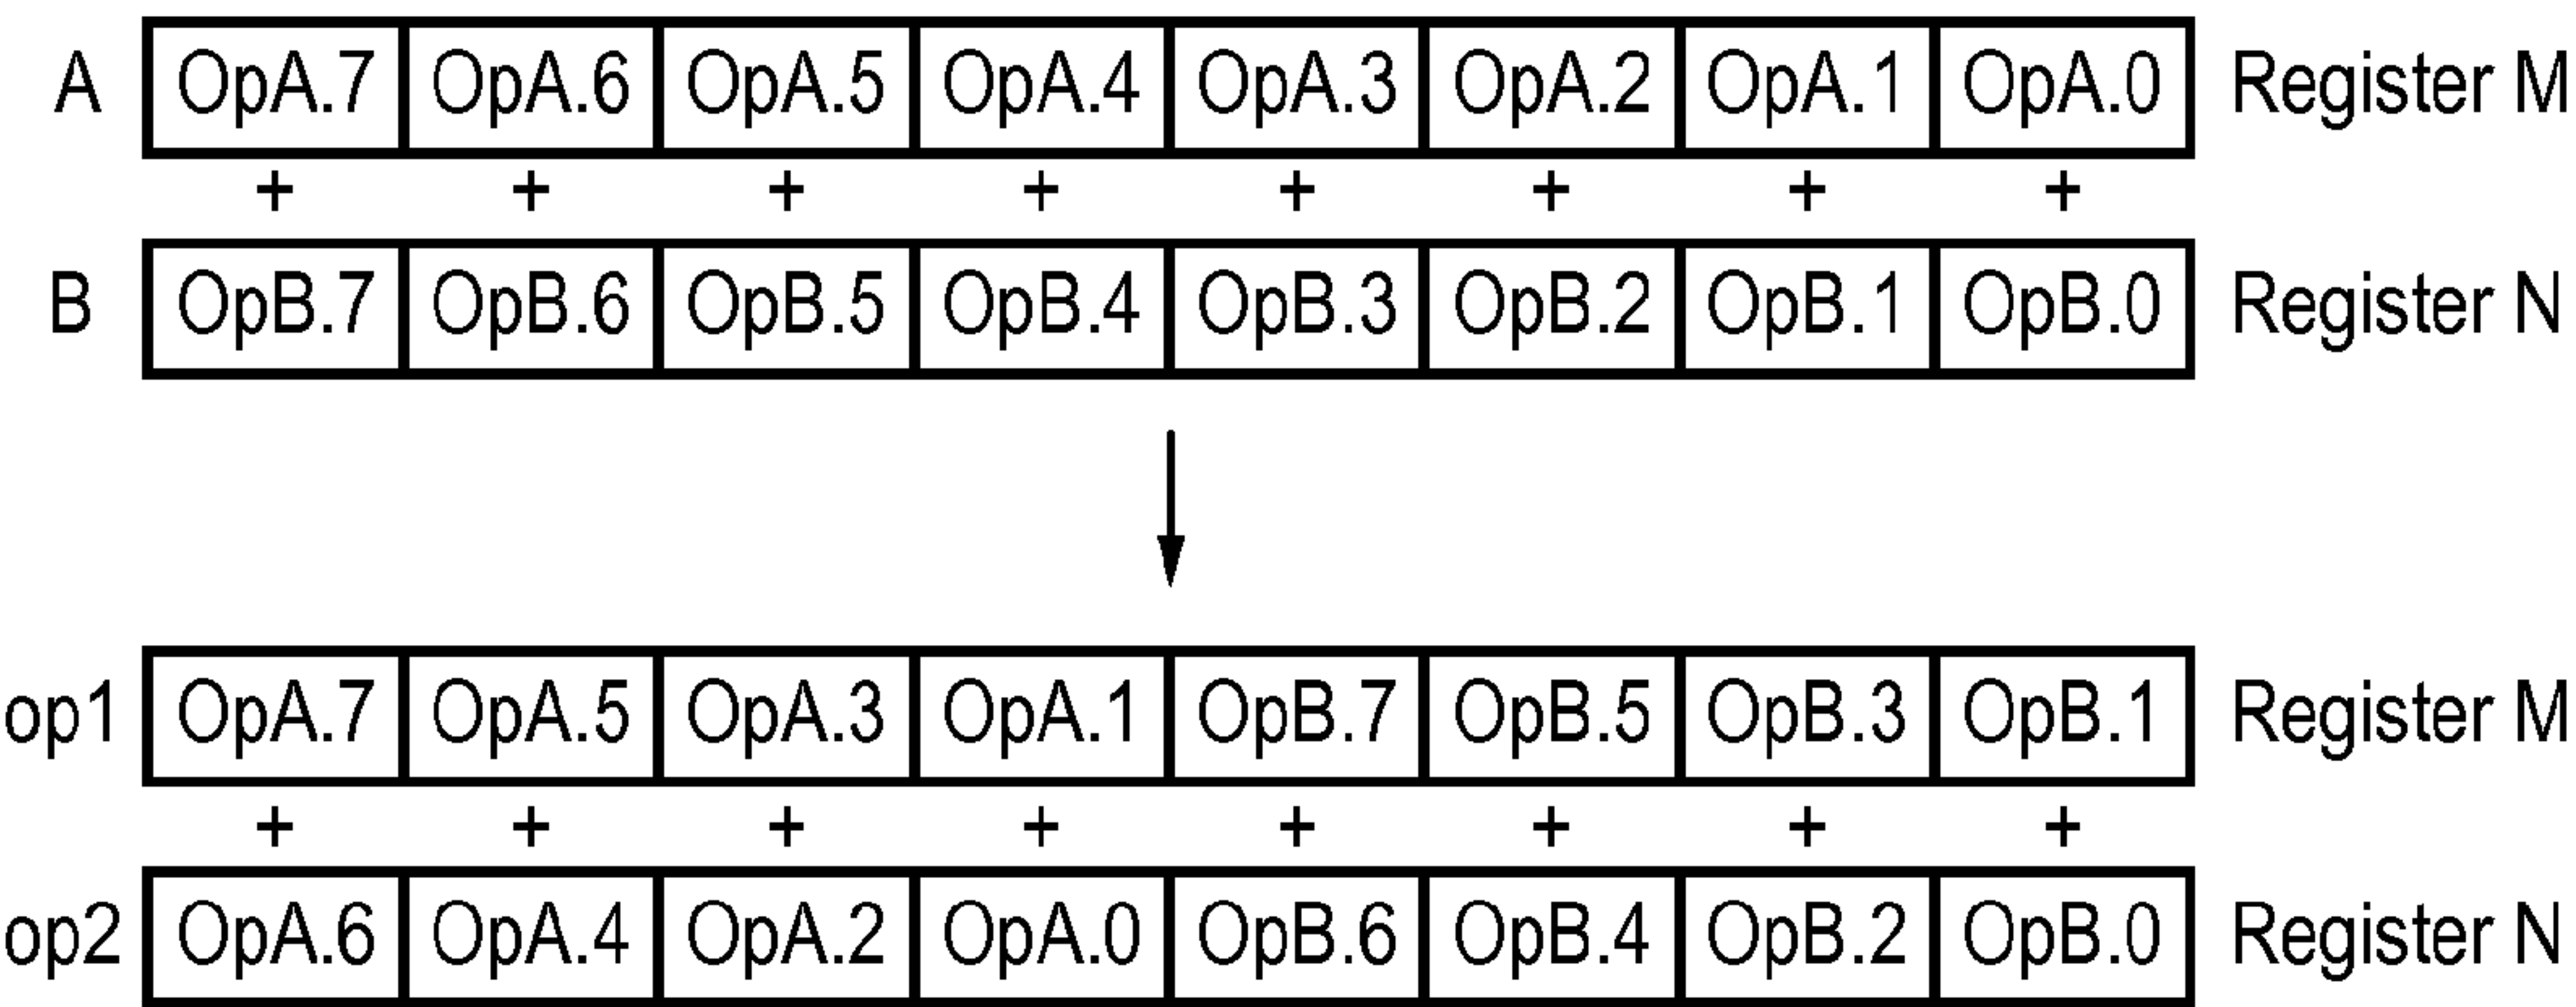 A OpA.7 OpA.6 OpA.5 OpA.4 OpA.3 OpA.2 OpA.1 OpA.0 Register M
+ + + + + + + +
B OpB.7 OpB.6 OpB.5 OpB.4 OpB.3 OpB.2 OpB.1 OpB.0 Register N
op1 OpA.7 OpA.5 OpA.3 OpA.1 OpB.7 OpB.5 OpB.3 OpB.1 Register M
+ + + + + + + +
op2 OpA.6 OpA.4 OpA.2 OpA.0 OpB.6 OpB.4 OpB.2 OpB.0 Register N